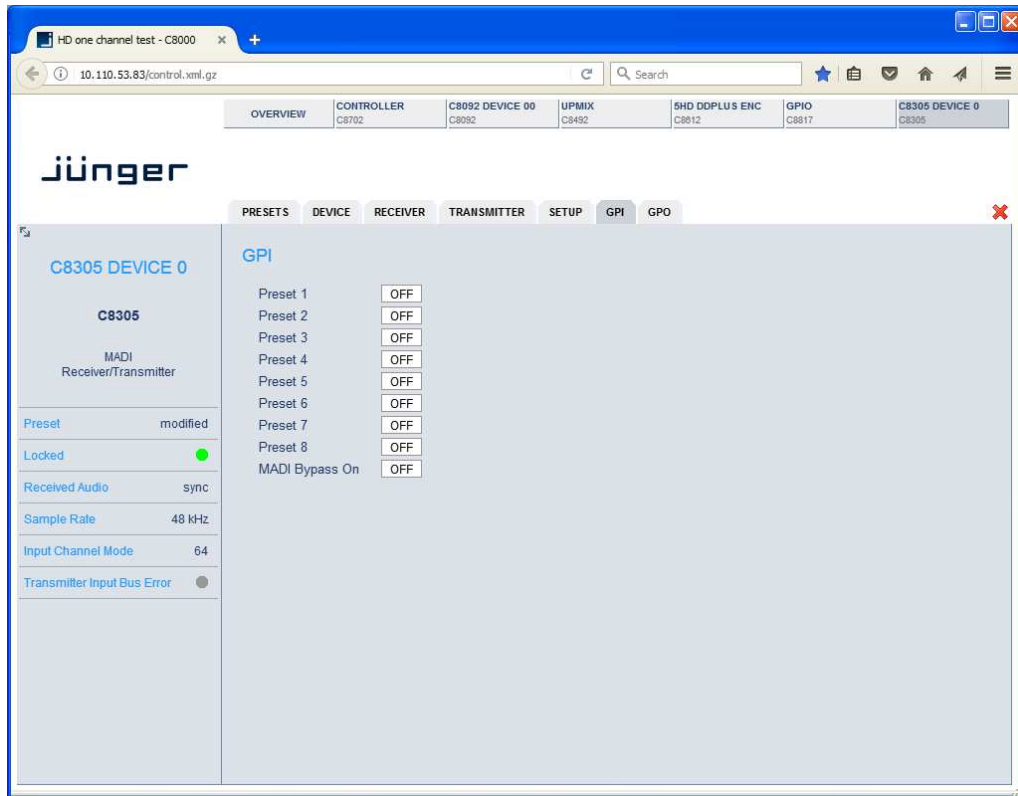 HD one channel test - C8000
10.110.53.83/control.xml.gz
Search
OVERVIEW
CONTROLLER
C8702
C8092 DEVICE 00
C8092
UPMIX
C8492
5HD DDPLUS ENC
C8612
GPIO
C8817
C8305 DEVICE 0
C8305
jünger
PRESETS DEVICE RECEIVER TRANSMITTER SETUP GPI GPO
C8305 DEVICE 0
C8305
MADI
Receiver/Transmitter
Preset modified
Locked
Received Audio sync
Sample Rate 48 kHz
Input Channel Mode 64
Transmitter Input Bus Error
GPI
Preset 1 OFF
Preset 2 OFF
Preset 3 OFF
Preset 4 OFF
Preset 5 OFF
Preset 6 OFF
Preset 7 OFF
Preset 8 OFF
MADI Bypass On OFF